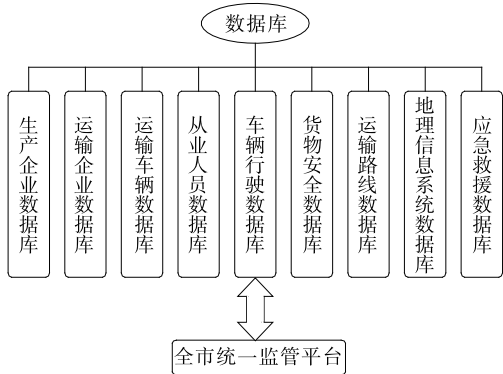 数据库
生产企业数据库
运输企业数据库
运输车辆数据库
从业人员数据库
车辆行驶数据库
货物安全数据库
运输路线数据库
地理信息系统数据库
应急救援数据库
全市统一监管平台